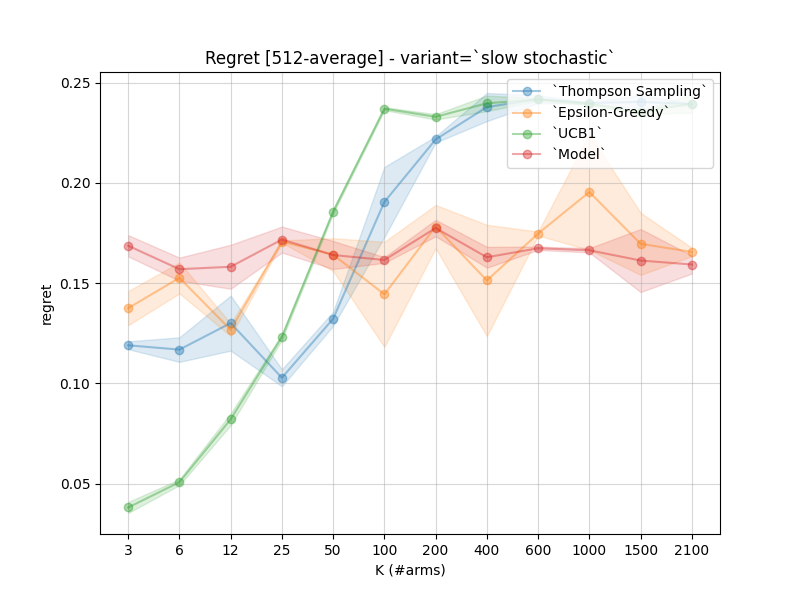 Regret [512-average] - variant=`slow stochastic`
0.25
0.20
0.15
0.10
0.05
regret
`Thompson Sampling`
`Epsilon-Greedy`
`UCB1`
`Model`
3 6 12 25 50 100 200 400 600 1000 1500 2100
K (#arms)